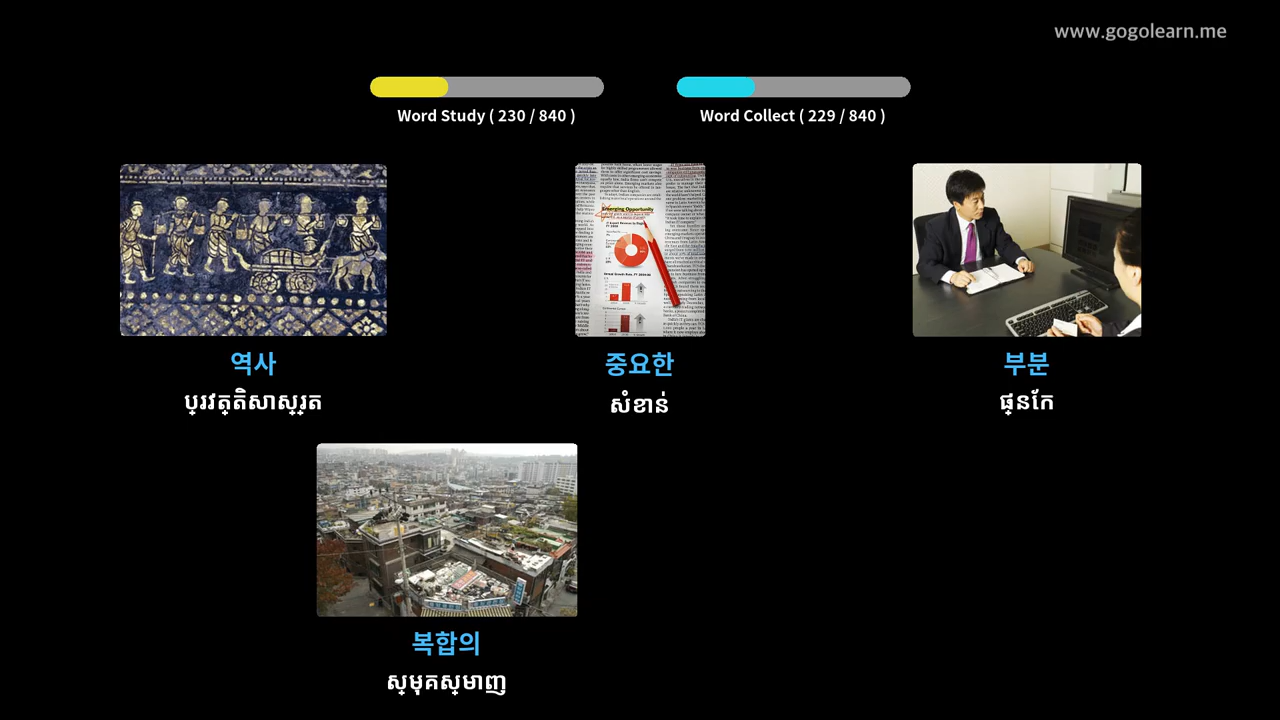 www.gogolearn.me
Word Study ( 230 / 840 )
Word Collect ( 229 / 840 )
Emerging Opportunity
역사
중요한
부분
ប្រវត្តិសាស្រ្ត
សំខាន់
ផ្នែក
복합의
ស្មុគស្មាញ